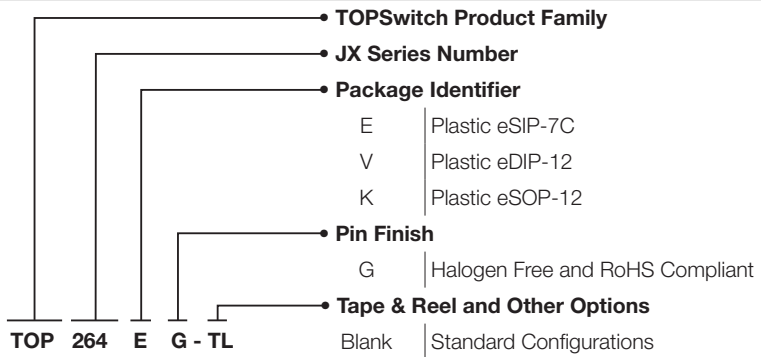 TOPSwitch Product Family
JX Series Number
Package Identifier
E Plastic eSIP-7C
V Plastic eDIP-12
K Plastic eSOP-12
Pin Finish
G Halogen Free and RoHS Compliant
Tape & Reel and Other Options
TOP 264 E G - TL Blank Standard Configurations